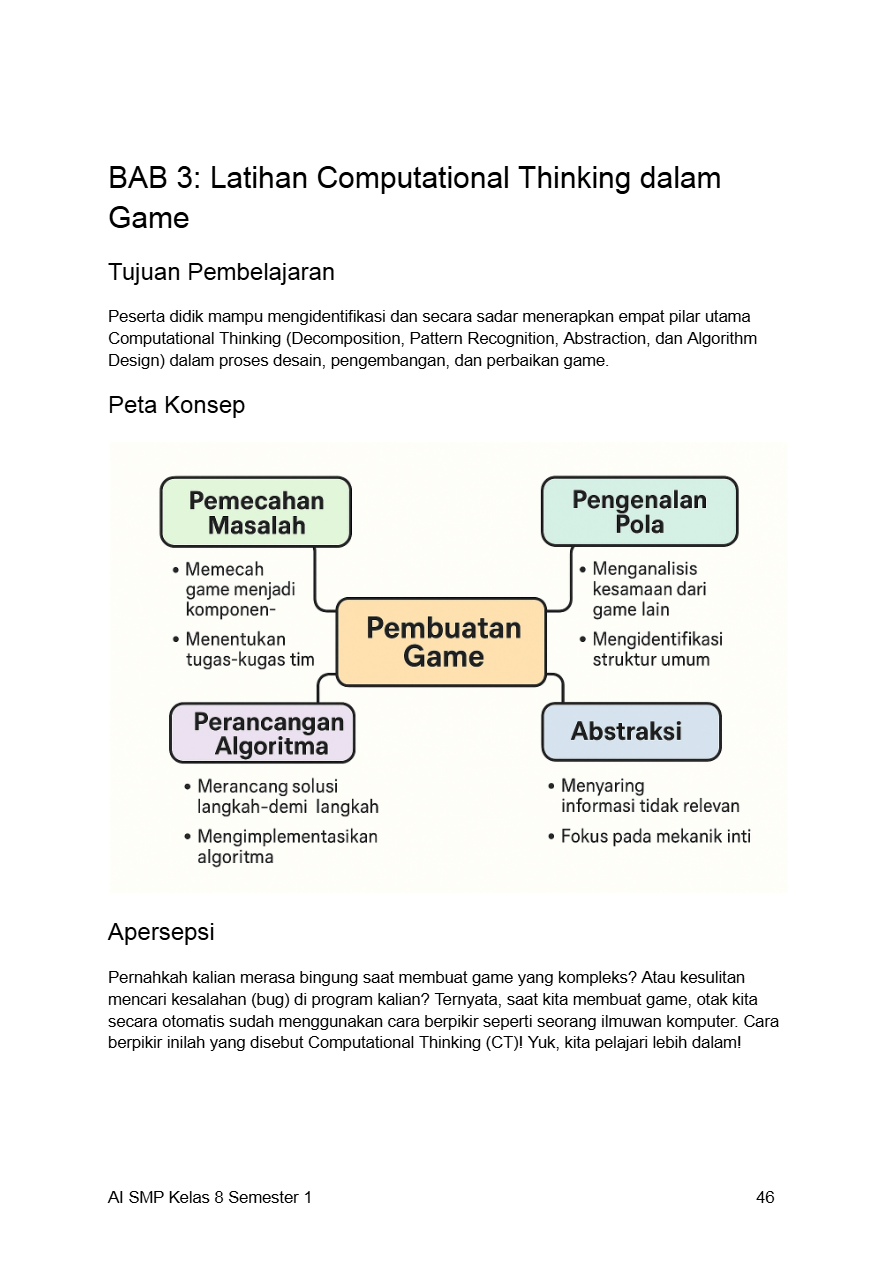 BAB 3: Latihan Computational Thinking dalam
Game
Tujuan Pembelajaran
Peserta didik mampu mengidentifikasi dan secara sadar menerapkan empat pilar utama
Computational Thinking (Decomposition, Pattern Recognition, Abstraction, dan Algorithm
Design) dalam proses desain, pengembangan, dan perbaikan game.
Peta Konsep
Pemecahan
Masalah
• Memecah
game menjadi
komponen-
• Menentukan
tugas-kugas tim
Pengenalan
Pola
• Menganalisis
kesamaan dari
game lain
• Mengidentifikasi
struktur umum
Pembuatan
Game
Perancangan
Algoritma
• Merancang solusi
langkah-demi langkah
• Mengimplementasikan
algoritma
Abstraksi
• Menyaring
informasi tidak relevan
• Fokus pada mekanik inti
Apersepsi
Pernahkah kalian merasa bingung saat membuat game yang kompleks? Atau kesulitan
mencari kesalahan (bug) di program kalian? Ternyata, saat kita membuat game, otak kita
secara otomatis sudah menggunakan cara berpikir seperti seorang ilmuwan komputer. Cara
berpikir inilah yang disebut Computational Thinking (CT)! Yuk, kita pelajari lebih dalam!
AI SMP Kelas 8 Semester 1 46